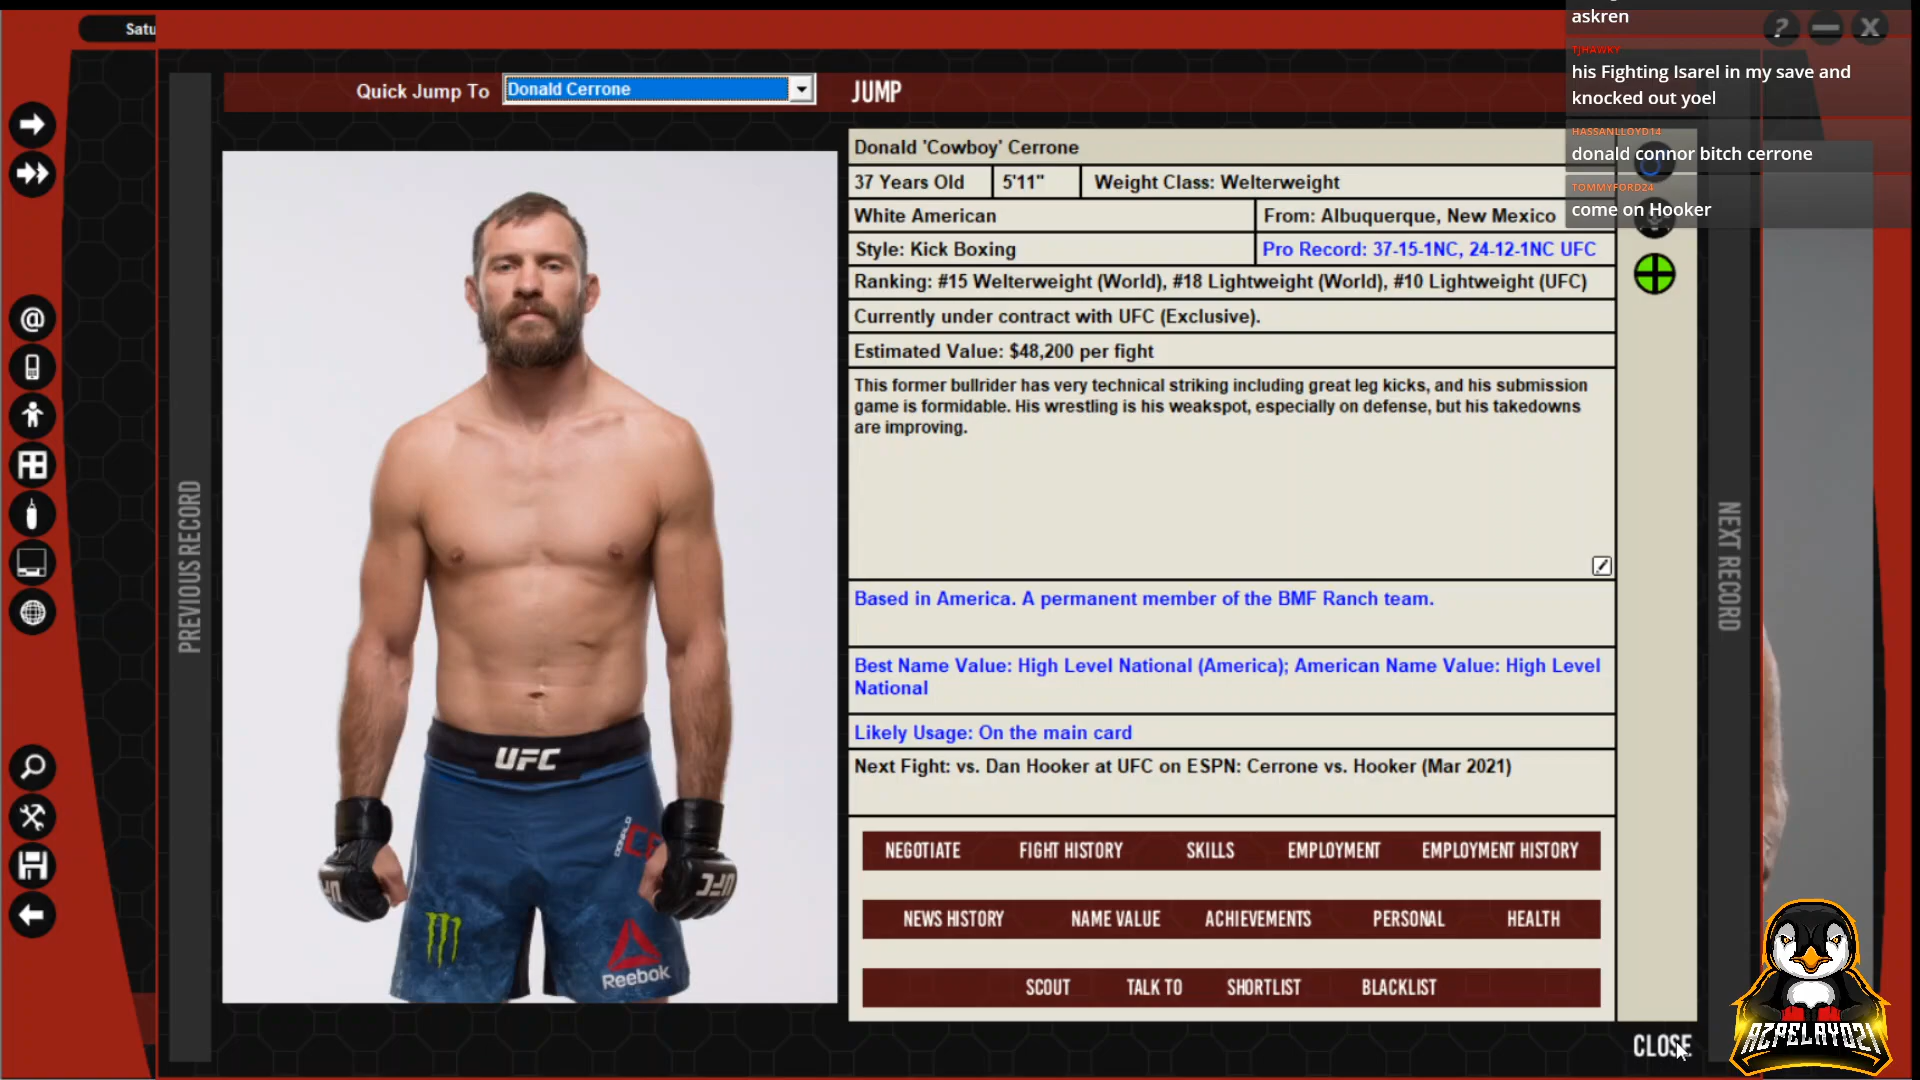 Satu
askren
TJHAWKY
his Fighting Isarel in my save and
knocked out yoel
HASSANLLOYD14
donald connor bitch cerrone
TOMMYFORD24
come on Hooker
Quick Jump To
Donald Cerrone
JUMP
? X
Donald 'Cowboy' Cerrone
37 Years Old
5'11"
Weight Class: Welterweight
White American
From: Albuquerque, New Mexico
Style: Kick Boxing
Pro Record: 37-15-1NC, 24-12-1NC UFC
Ranking: #15 Welterweight (World), #18 Lightweight (World), #10 Lightweight (UFC)
Currently under contract with UFC (Exclusive).
Estimated Value: $48,200 per fight
This former bullrider has very technical striking including great leg kicks, and his submission
game is formidable. His wrestling is his weakspot, especially on defense, but his takedowns
are improving.
Based in America. A permanent member of the BMF Ranch team.
Best Name Value: High Level National (America); American Name Value: High Level
National
Likely Usage: On the main card
Next Fight: vs. Dan Hooker at UFC on ESPN: Cerrone vs. Hooker (Mar 2021)
NEGOTIATE FIGHT HISTORY SKILLS EMPLOYMENT EMPLOYMENT HISTORY
NEWS HISTORY NAME VALUE ACHIEVEMENTS PERSONAL HEALTH
SCOUT TALK TO SHORTLIST BLACKLIST
CLOSE
PREVIOUS RECORD
NEXT RECORD
@
UFC
DONALD
UFC
Reebok
AZPELAYO21